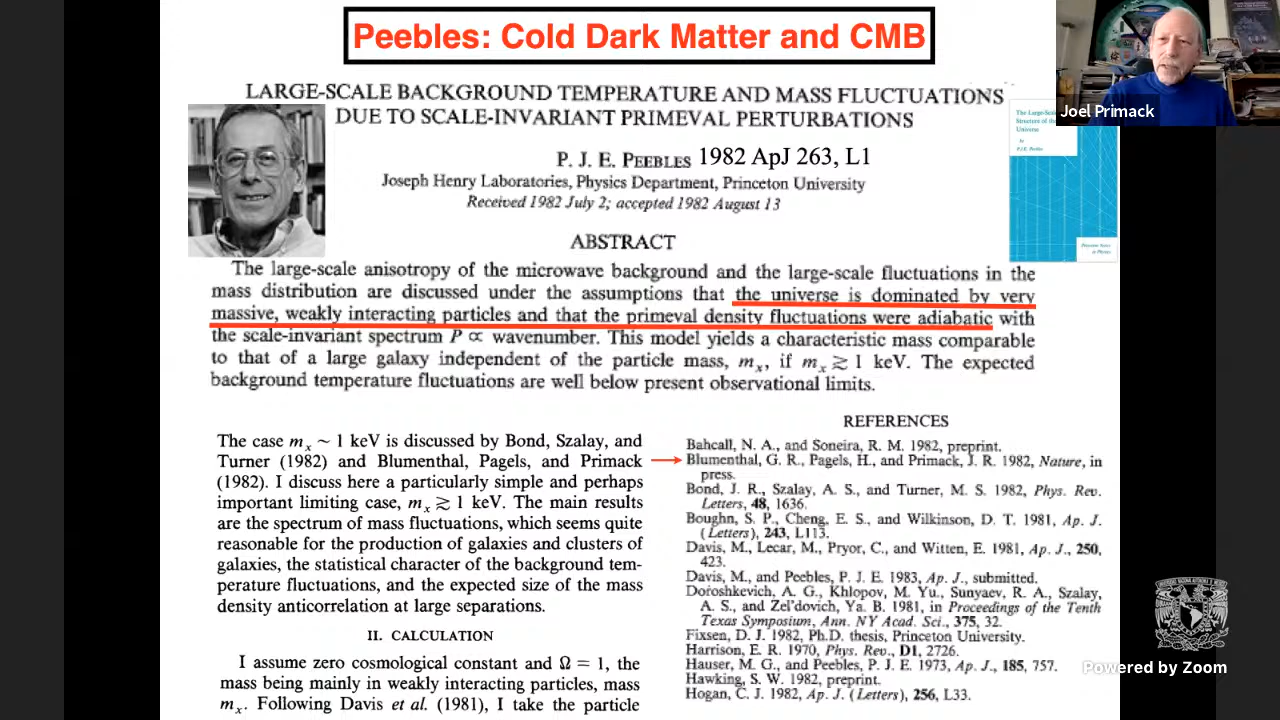 Peebles: Cold Dark Matter and CMB
Joel Primack
LARGE-SCALE BACKGROUND TEMPERATURE AND MASS FLUCTUATIONS
DUE TO SCALE-INVARIANT PRIMEVAL PERTURBATIONS
The Large-Scale
Structure of the
Universe
by
P.J.E. Peebles
P. J. E. PEEBLES 1982 ApJ 263, L1
Joseph Henry Laboratories, Physics Department, Princeton University
Received 1982 July 2; accepted 1982 August 13
Princeton Series
in Physics
ABSTRACT
The large-scale anisotropy of the microwave background and the large-scale fluctuations in the
mass distribution are discussed under the assumptions that the universe is dominated by very
massive, weakly interacting particles and that the primeval density fluctuations were adiabatic with
the scale-invariant spectrum P ∝ wavenumber. This model yields a characteristic mass comparable
to that of a large galaxy independent of the particle mass, mₓ, if mₓ ≳ 1 keV. The expected
background temperature fluctuations are well below present observational limits.
The case mₓ ~ 1 keV is discussed by Bond, Szalay, and
Turner (1982) and Blumenthal, Pagels, and Primack
(1982). I discuss here a particularly simple and perhaps
important limiting case, mₓ ≳ 1 keV. The main results
are the spectrum of mass fluctuations, which seems quite
reasonable for the production of galaxies and clusters of
galaxies, the statistical character of the background tem-
perature fluctuations, and the expected size of the mass
density anticorrelation at large separations.
II. CALCULATION
I assume zero cosmological constant and Ω = 1, the
mass being mainly in weakly interacting particles, mass
mₓ. Following Davis et al. (1981), I take the particle
REFERENCES
Bahcall, N. A., and Soneira, R. M. 1982, preprint.
Blumenthal, G. R., Pagels, H., and Primack, J. R. 1982, Nature, in
press.
Bond, J. R., Szalay, A. S., and Turner, M. S. 1982, Phys. Rev.
Letters, 48, 1636.
Boughn, S. P., Cheng, E. S., and Wilkinson, D. T. 1981, Ap. J.
(Letters), 243, L113.
Davis, M., Lecar, M., Pryor, C., and Witten, E. 1981, Ap. J., 250,
423.
Davis, M., and Peebles, P. J. E. 1983, Ap. J., submitted.
Doroshkevich, A. G., Khlopov, M. Yu., Sunyaev, R. A., Szalay,
A. S., and Zel'dovich, Ya. B. 1981, in Proceedings of the Tenth
Texas Symposium, Ann. NY Acad. Sci., 375, 32.
Fixsen, D. J. 1982, Ph.D. thesis, Princeton University.
Harrison, E. R. 1970, Phys. Rev., D1, 2726.
Hauser, M. G., and Peebles, P. J. E. 1973, Ap. J., 185, 757.
Hawking, S. W. 1982, preprint.
Hogan, C. J. 1982, Ap. J. (Letters), 256, L33.
Powered by Zoom